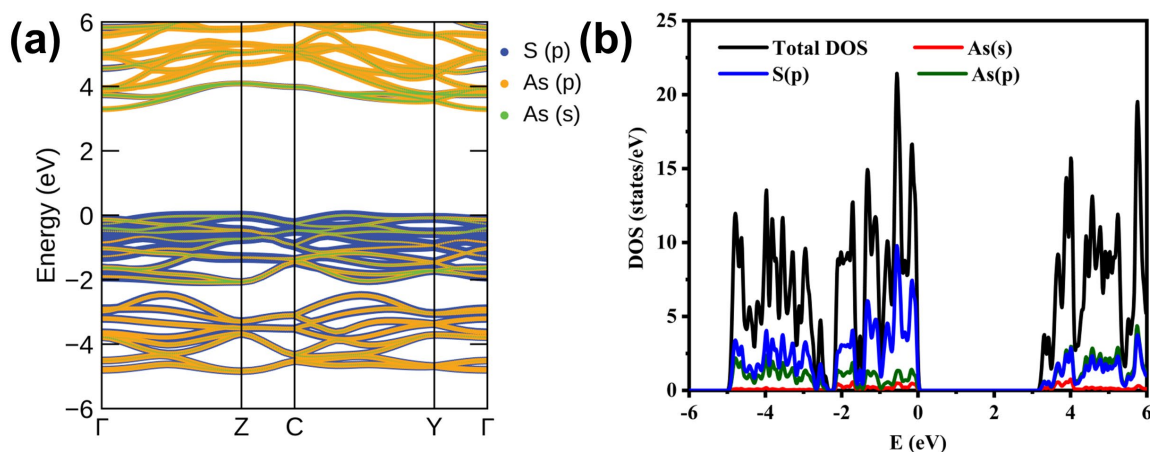 (a)
6
4
2
0
−2
−4
−6
Energy (eV)
Γ
Z
C
Y
Γ
S (p)
As (p)
As (s)
(b)
25
20
15
10
5
0
DOS (states/eV)
-6
-4
-2
0
2
4
6
E (eV)
Total DOS
As(s)
S(p)
As(p)